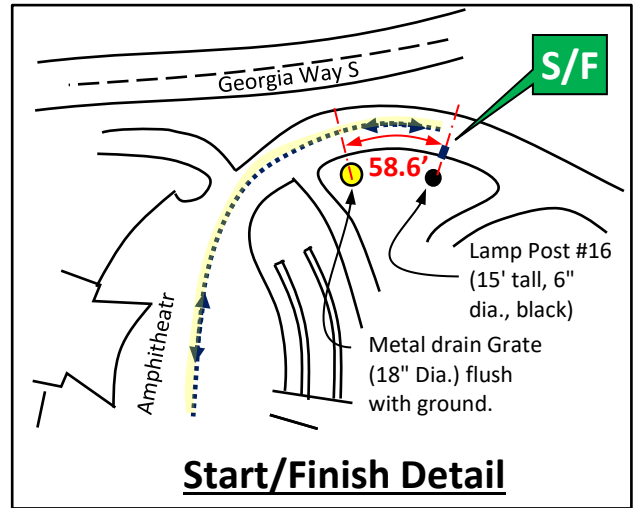 Georgia Way S
S/F
58.6’
Lamp Post #16
(15' tall, 6"
dia., black)
Metal drain Grate
(18" Dia.) flush
with ground.
Amphitheatr
Start/Finish Detail